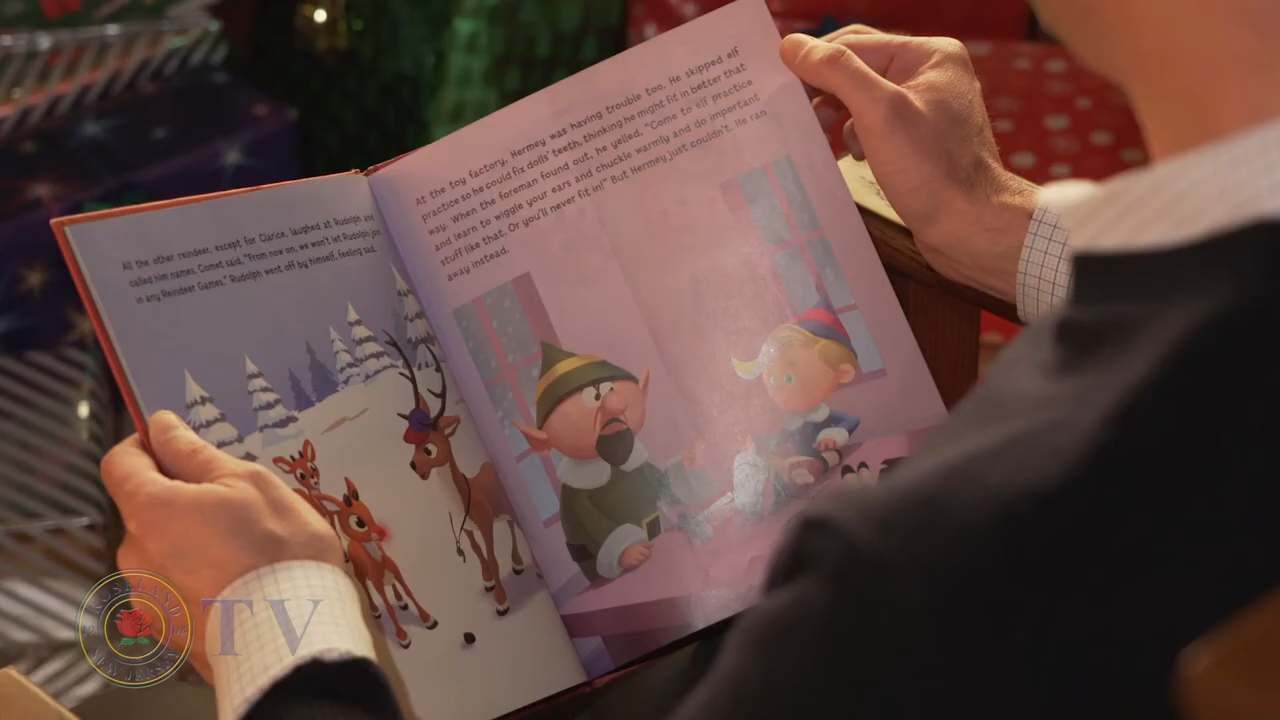 All the other reindeer, except for Clarice, laughed at Rudolph and
called him names. Comet said, "From now on, we won't let Rudolph
in any Reindeer Games." Rudolph went off by himself, feeling sad.
At the toy factory, Hermey was having trouble too. He skipped elf
practice so he could fix dolls' teeth, thinking he might fit in better that
way. When the foreman found out, he yelled, "Come to elf practice
and learn to wiggle your ears and chuckle warmly and do important
stuff like that. Or you'll never fit in!" But Hermey just couldn't. He ran
away instead.
ROSELAND
NEW JERSEY
TV